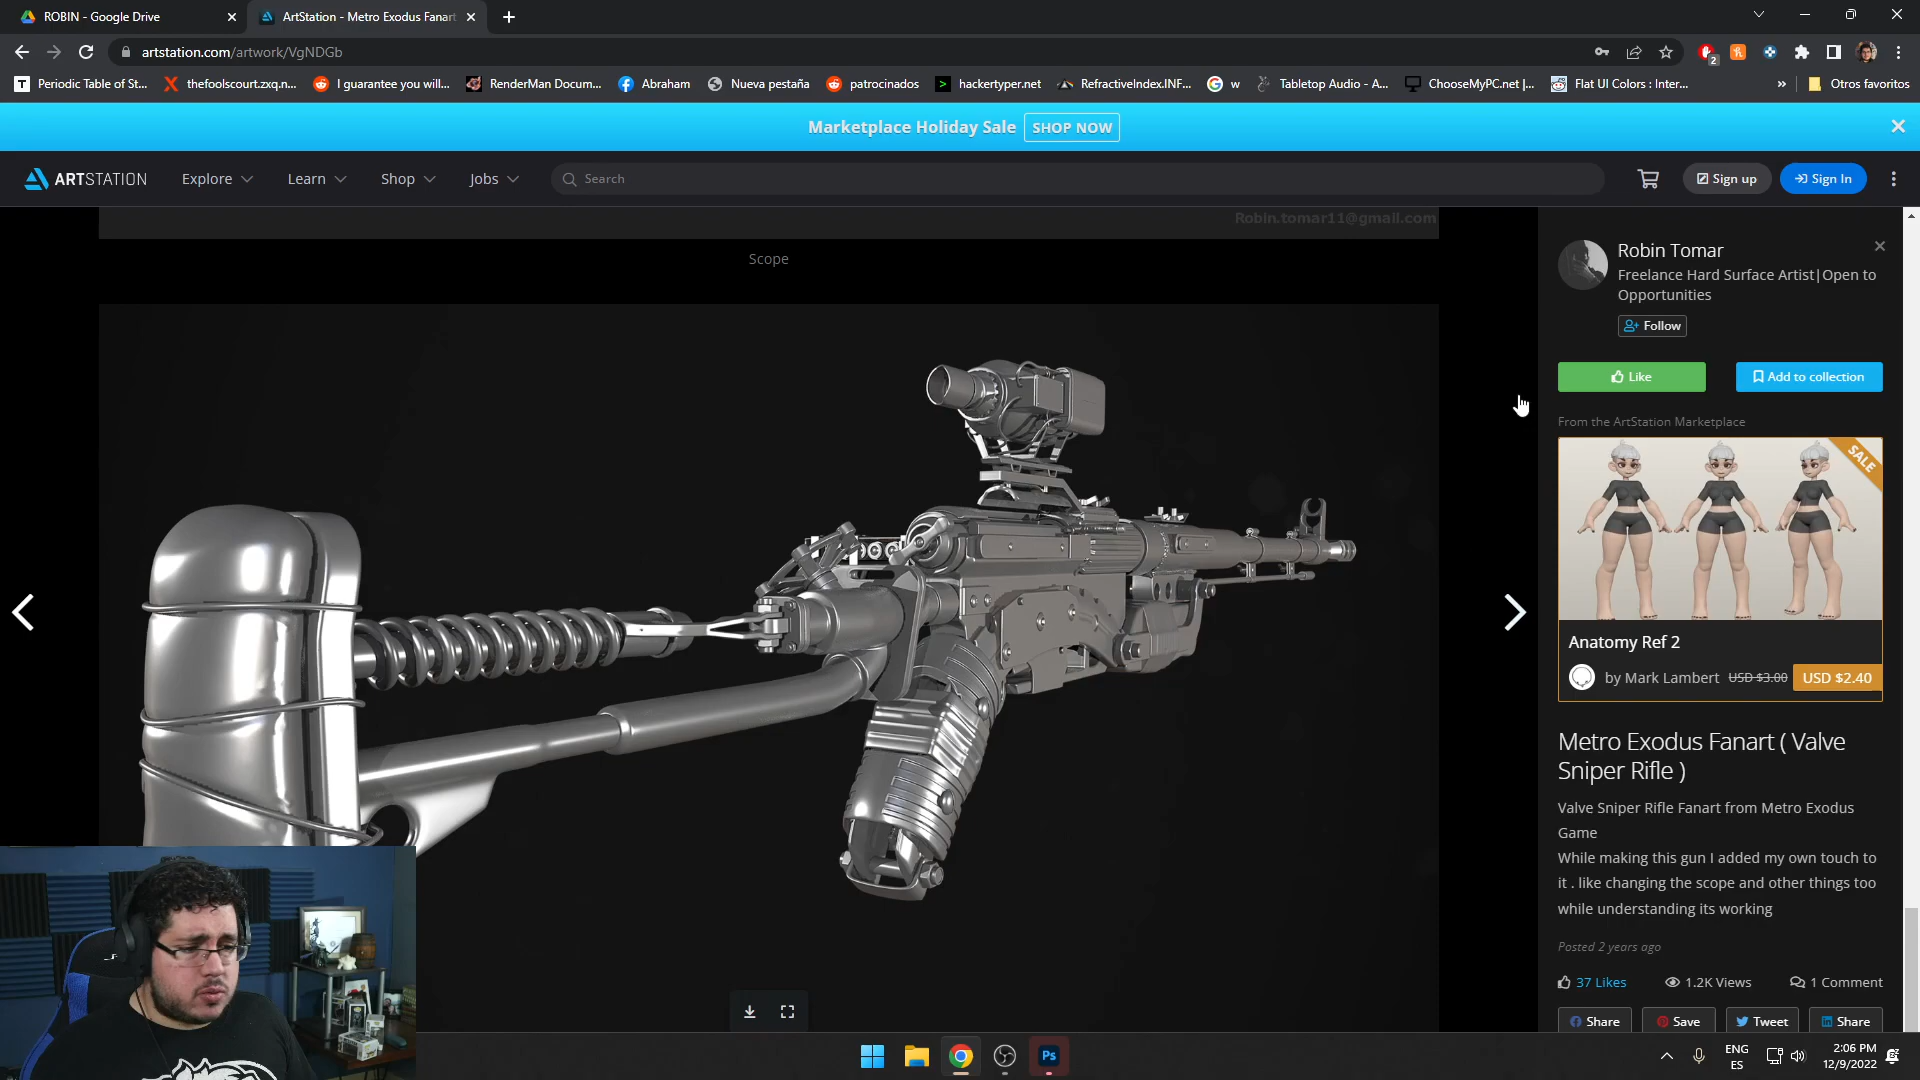 ROBIN - Google Drive
ArtStation - Metro Exodus Fanart
artstation.com/artwork/VgNDGb
2
Periodic Table of St...
thefoolscourt.zxq.n...
I guarantee you will...
RenderMan Docum...
Abraham
Nueva pestaña
patrocinados
hackertyper.net
RefractiveIndex.INF...
w
Tabletop Audio - A...
ChooseMyPC.net |...
Flat UI Colors : Inter...
»
Otros favoritos
Marketplace Holiday Sale SHOP NOW
ARTSTATION
Explore
Learn
Shop
Jobs
Search
Sign up
Sign In
Robin.tomar11@gmail.com
Scope
Robin Tomar
Freelance Hard Surface Artist|Open to
Opportunities
Follow
Like
Add to collection
From the ArtStation Marketplace
SALE
Anatomy Ref 2
by Mark Lambert USD $3.00 USD $2.40
Metro Exodus Fanart ( Valve
Sniper Rifle )
Valve Sniper Rifle Fanart from Metro Exodus
Game
While making this gun I added my own touch to
it . like changing the scope and other things too
while understanding its working
Posted 2 years ago
37 Likes
1.2K Views
1 Comment
Share
Save
Tweet
Share
Ps
ENG
ES
2:06 PM
12/9/2022